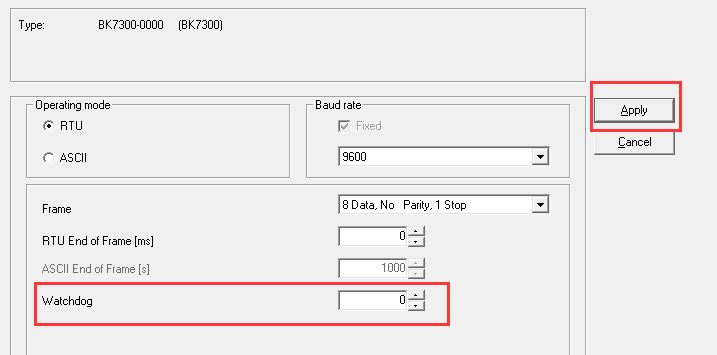 Type: BK7300-0000 (BK7300)
Operating mode
RTU
ASCII
Baud rate
Fixed
9600
Apply
Cancel
Frame 8 Data, No Parity, 1 Stop
RTU End of Frame [ms] 0
ASCII End of Frame [s] 1000
Watchdog 0